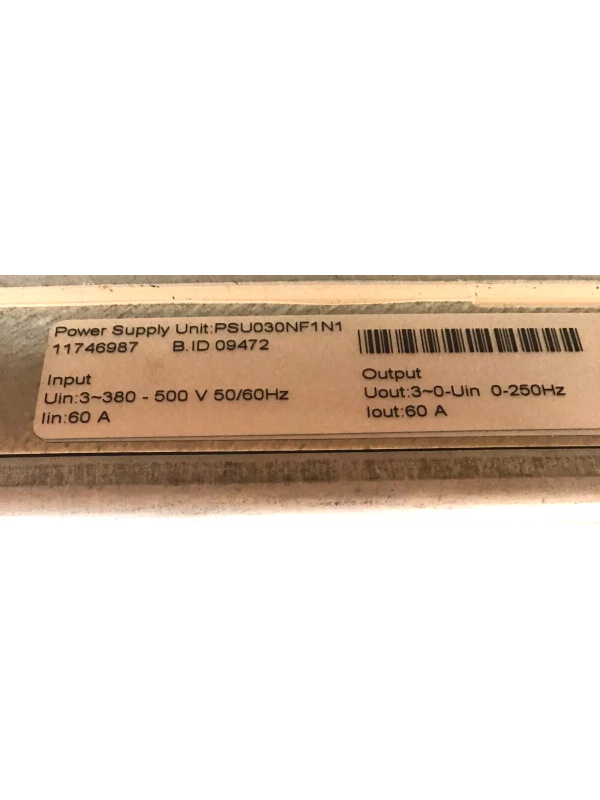 Power Supply Unit:PSU030NF1N1
11746987 B.ID 09472
Input
Uin:3~380 - 500 V 50/60Hz
Iin:60 A
Output
Uout:3~0-Uin 0-250Hz
Iout:60 A